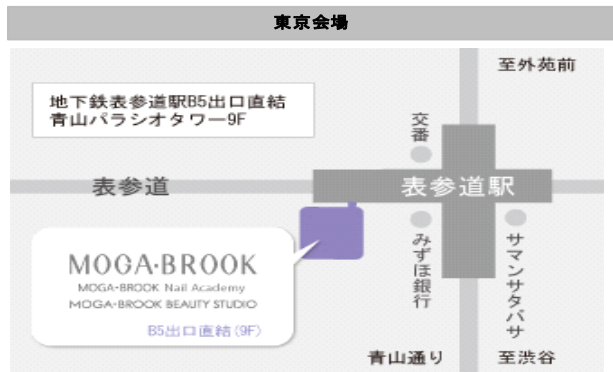 東京会場
至外苑前
地下鉄表参道駅B5出口直結
青山パラシオタワー9F
交番
表参道
表参道駅
MOGA・BROOK
MOGA・BROOK Nail Academy
MOGA・BROOK BEAUTY STUDIO
B5出口直結(9F)
みずほ銀行
サマンサタバサ
青山通り
至渋谷